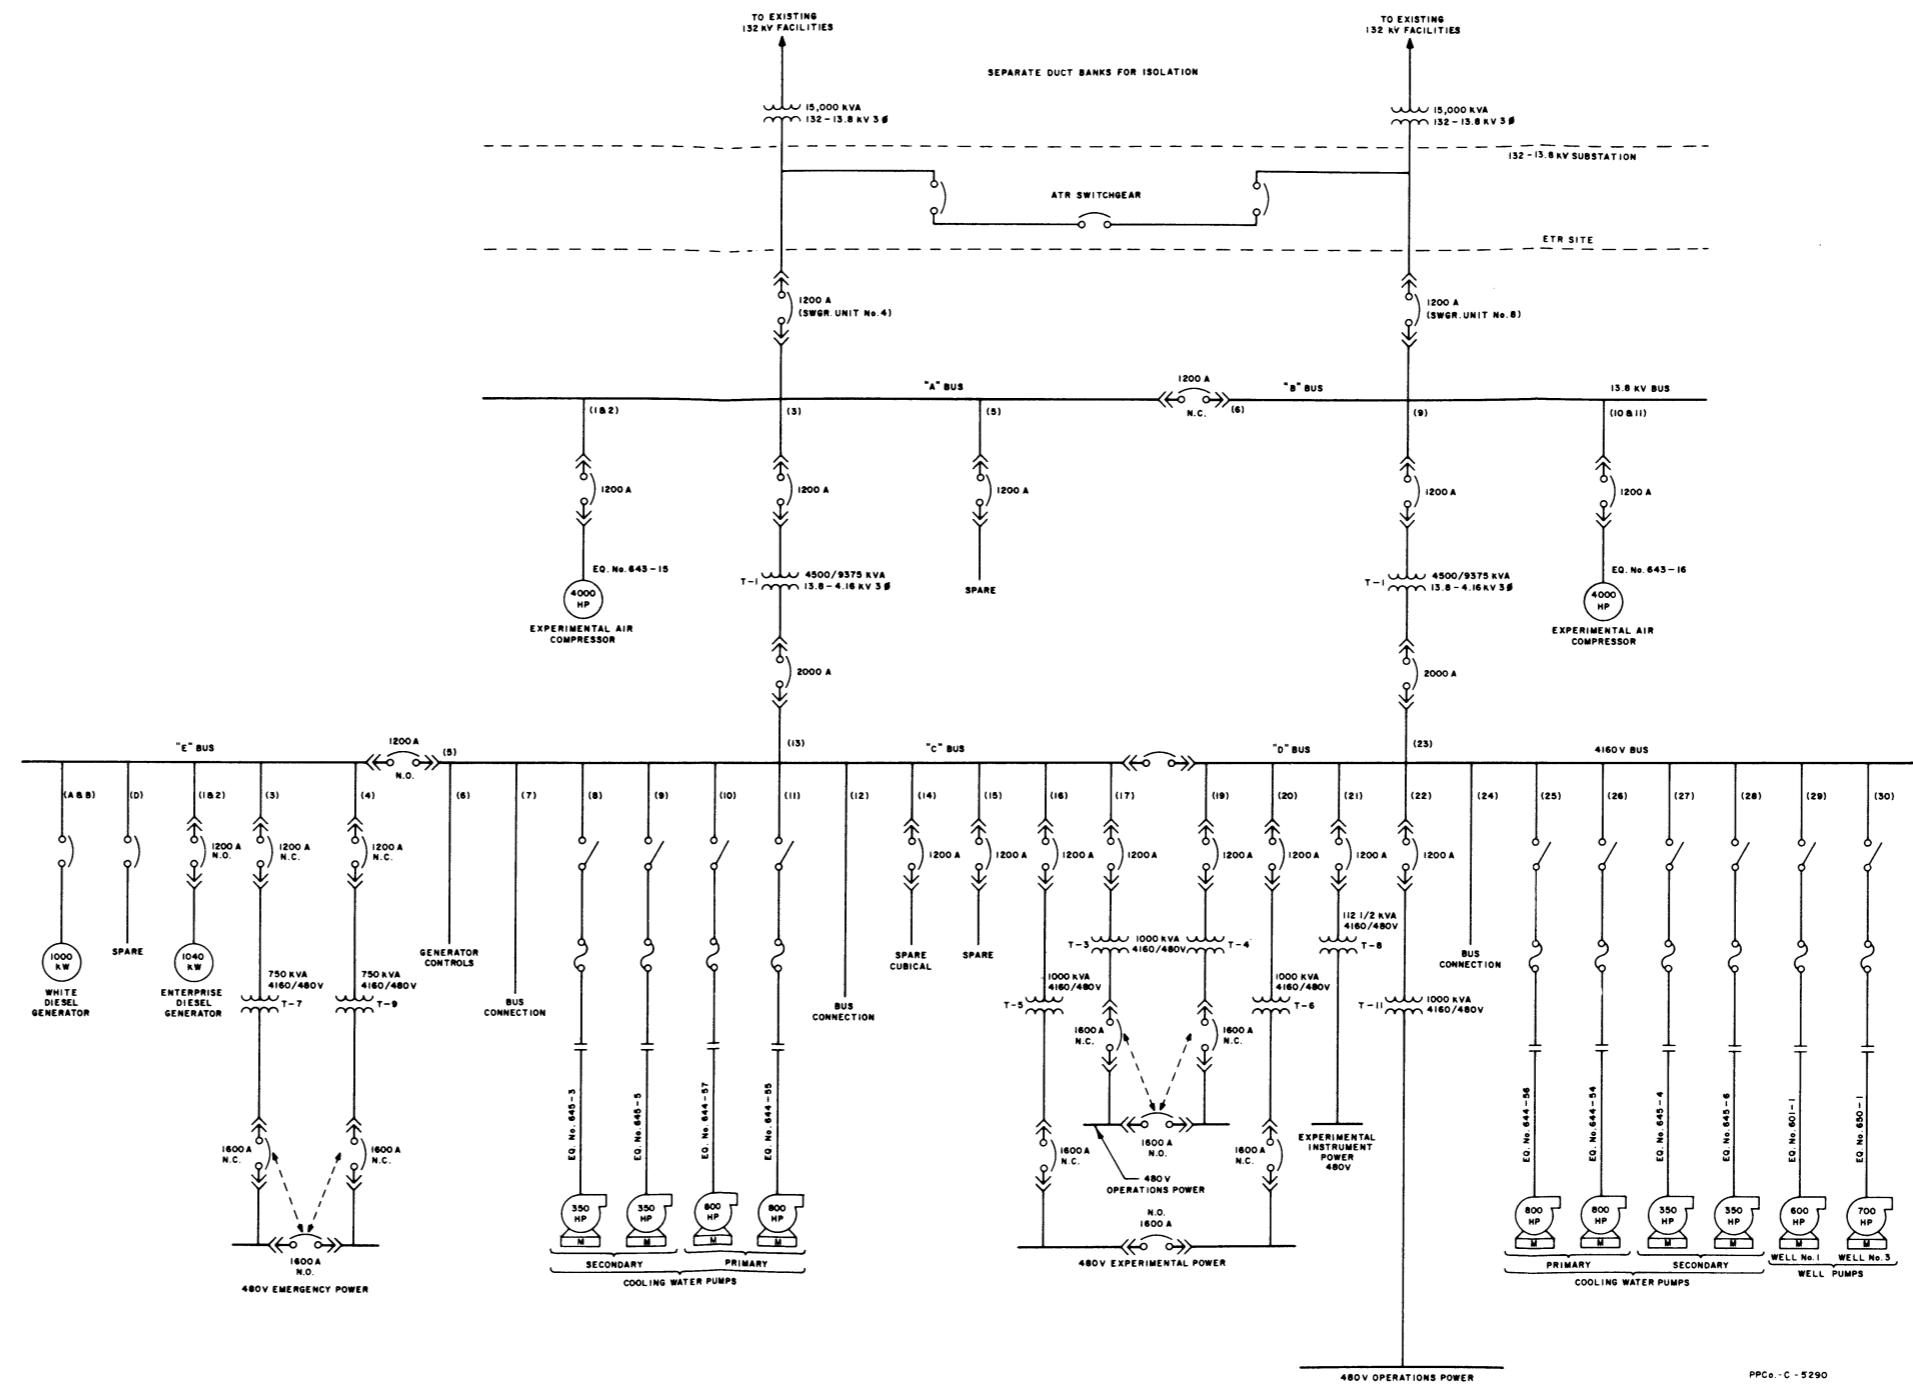 TO EXISTING
132 KV FACILITIES
TO EXISTING
132 KV FACILITIES
SEPARATE DUCT BANKS FOR ISOLATION
15,000 KVA
132-13.8 KV 3Ø
15,000 KVA
132-13.8 KV 3Ø
132-13.8 KV SUBSTATION
ATR SWITCHGEAR
ETR SITE
1200 A
(SWGR. UNIT No. 4)
1200 A
(SWGR. UNIT No. 8)
"A" BUS
1200 A
N.C.
"B" BUS
13.8 KV BUS
(1&2)
(3)
(5)
(6)
(9)
(10 & 11)
1200 A
1200 A
1200 A
1200 A
1200 A
EQ. No. 643-15
4000
HP
EXPERIMENTAL AIR
COMPRESSOR
T-1
4500/9375 KVA
13.8-4.16 KV 3Ø
SPARE
T-1
4500/9375 KVA
13.8-4.16 KV 3Ø
EQ. No. 643-16
4000
HP
EXPERIMENTAL AIR
COMPRESSOR
2000 A
2000 A
"E" BUS
1200 A
N.O.
(5)
(13)
"C" BUS
"D" BUS
(23)
4160V BUS
(A & B)
(D)
(1&2)
(3)
(4)
(6)
(7)
(8)
(9)
(10)
(11)
(12)
(14)
(15)
(16)
(17)
(19)
(20)
(21)
(22)
(24)
(25)
(26)
(27)
(28)
(29)
(30)
1200 A
N.O.
1200 A
N.C.
1200 A
N.C.
1200 A
1200 A
1200 A
1200 A
1200 A
1200 A
1200 A
1200 A
1000
KW
WHITE
DIESEL
GENERATOR
SPARE
1040
KW
ENTERPRISE
DIESEL
GENERATOR
750 KVA
4160/480V
T-7
750 KVA
4160/480V
T-9
GENERATOR
CONTROLS
BUS
CONNECTION
BUS
CONNECTION
SPARE
CUBICAL
SPARE
1000 KVA
4160/480V
T-5
T-3
1000 KVA
4160/480V
T-4
1000 KVA
4160/480V
T-6
112 1/2 KVA
4160/480V
T-8
T-11
1000 KVA
4160/480V
BUS
CONNECTION
1600 A
N.C.
1600 A
N.C.
1600 A
N.O.
480V
OPERATIONS POWER
1600 A
N.C.
1600 A
N.C.
N.O.
1600 A
480V EXPERIMENTAL POWER
EXPERIMENTAL
INSTRUMENT
POWER
480V
1600 A
N.C.
1600 A
N.C.
1600 A
N.O.
480V EMERGENCY POWER
EQ. No. 645-3
EQ. No. 645-5
EQ. No. 644-57
EQ. No. 644-55
350
HP
M
350
HP
M
800
HP
M
800
HP
M
SECONDARY
PRIMARY
COOLING WATER PUMPS
EQ. No. 644-56
EQ. No. 644-54
EQ. No. 645-4
EQ. No. 645-6
EQ. No. 601-1
EQ. No. 650-1
800
HP
M
800
HP
M
350
HP
M
350
HP
M
600
HP
M
700
HP
M
PRIMARY
SECONDARY
WELL No. 1
WELL No. 3
COOLING WATER PUMPS
WELL PUMPS
480V OPERATIONS POWER
PPCo.-C-5290